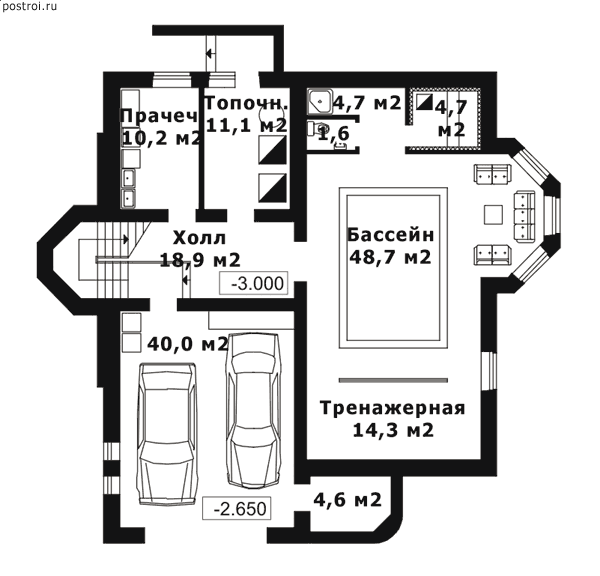 postroi.ru
Прачеч.
10,2 м2
Топочн.
11,1 м2
4,7 м2
1,6
4,7
м2
Холл
18,9 м2
-3.000
Бассейн
48,7 м2
40,0 м2
Тренажерная
14,3 м2
-2.650
4,6 м2